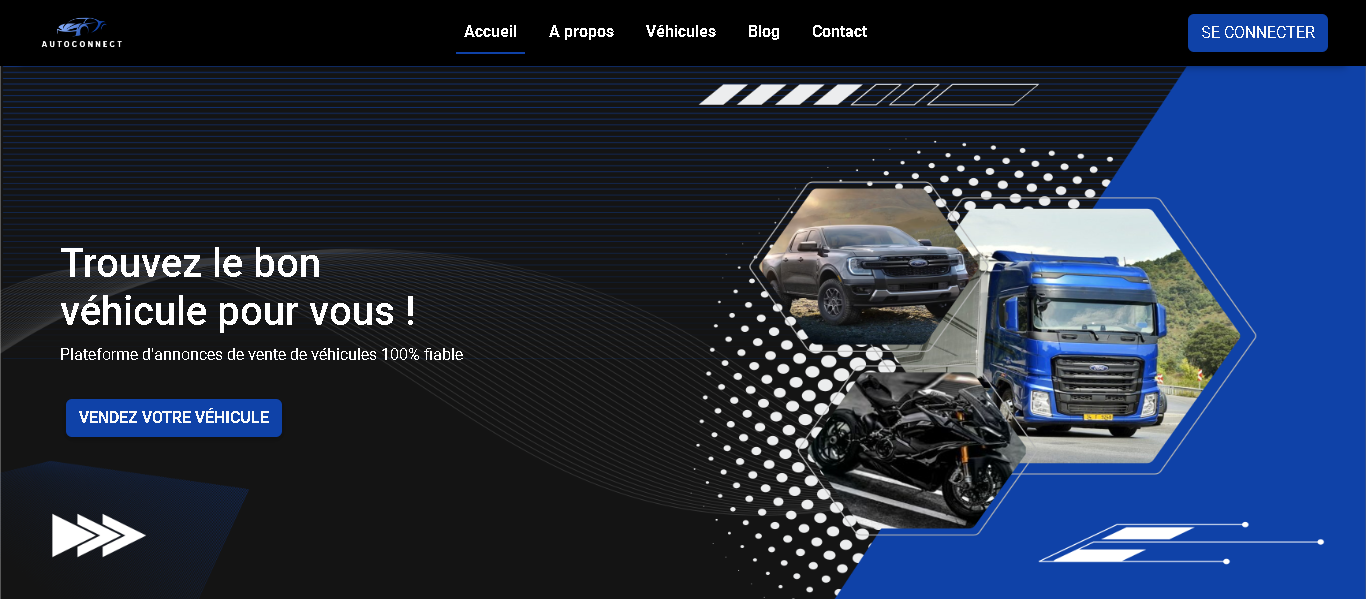 AUTOCONNECT
Accueil
A propos
Véhicules
Blog
Contact
SE CONNECTER
Trouvez le bon
véhicule pour vous !
Plateforme d'annonces de vente de véhicules 100% fiable
VENDEZ VOTRE VÉHICULE
Ford